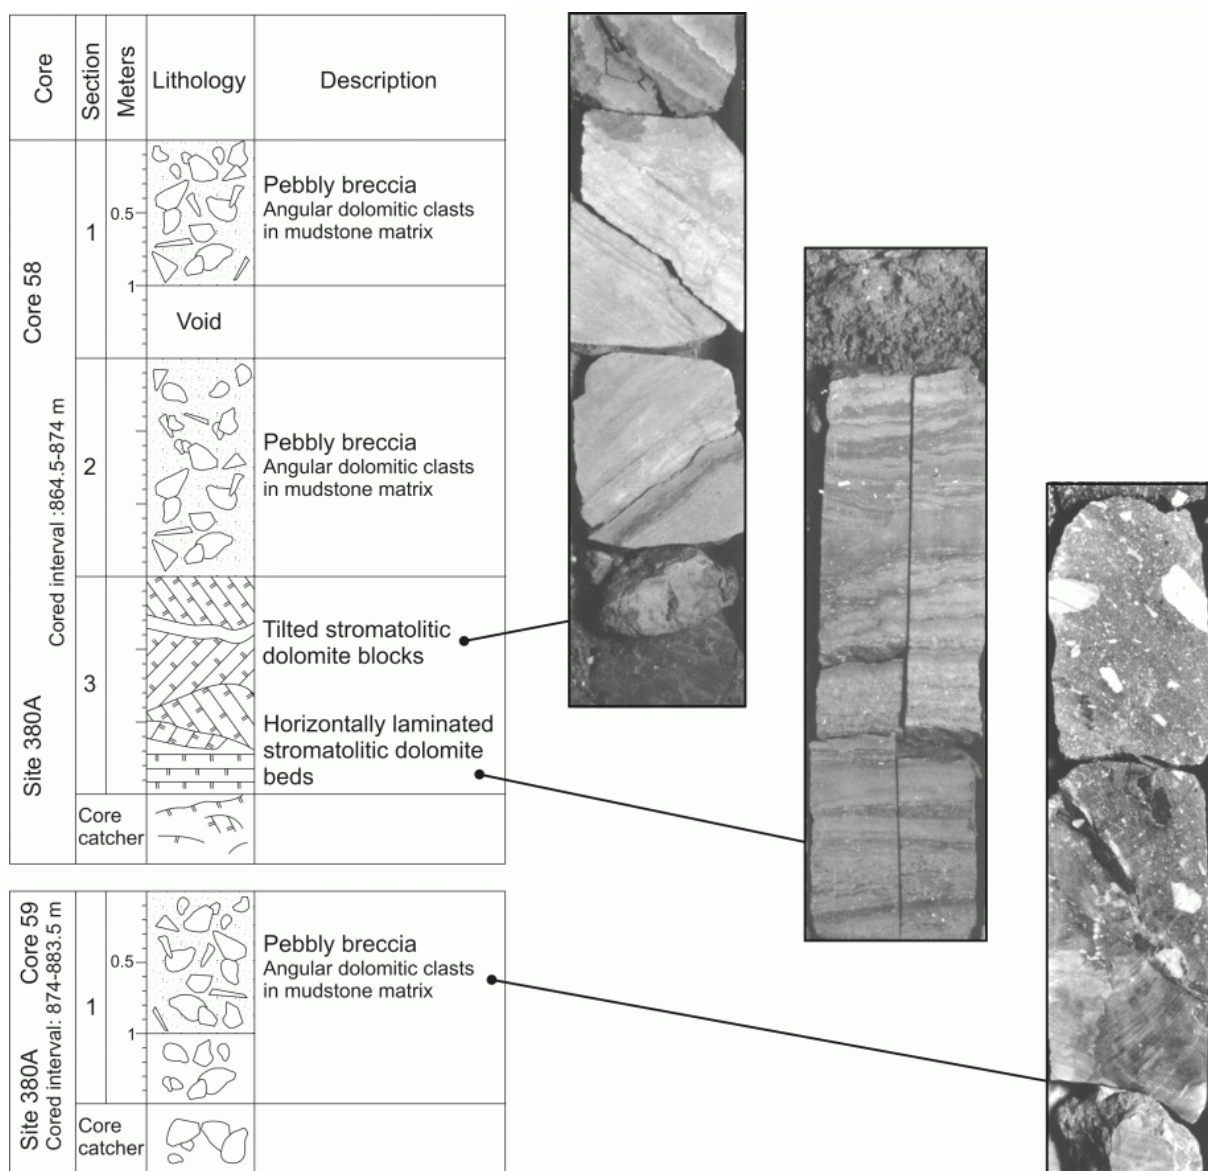 Core
Section
Meters
Lithology
Description
Site 380A
Core 58
Cored interval :864.5-874 m
1
0.5
1
Pebbly breccia
Angular dolomitic clasts
in mudstone matrix
Void
2
Pebbly breccia
Angular dolomitic clasts
in mudstone matrix
3
Tilted stromatolitic
dolomite blocks
Horizontally laminated
stromatolitic dolomite
beds
Core
catcher
Site 380A
Core 59
Cored interval: 874-883.5 m
1
0.5
1
Pebbly breccia
Angular dolomitic clasts
in mudstone matrix
Core
catcher